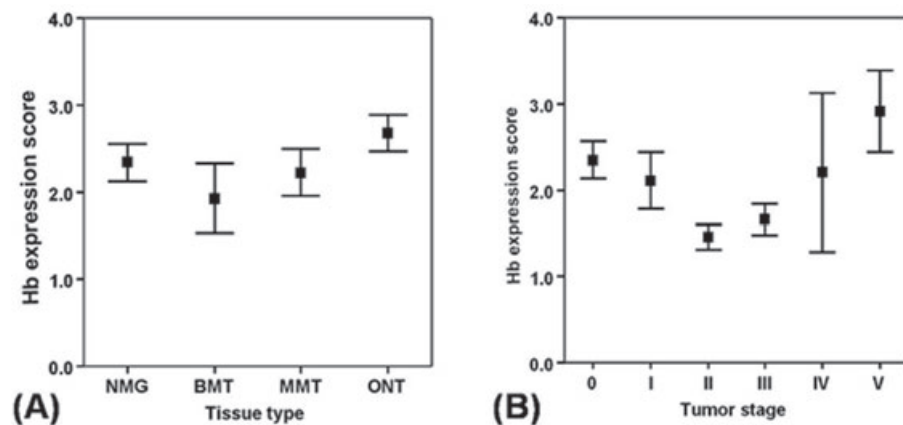 4.0
3.0
2.0
1.0
0.0
Hb expression score
NMG BMT MMT ONT
Tissue type
(A)
4.0
3.0
2.0
1.0
0.0
Hb expression score
0 I II III IV V
Tumor stage
(B)